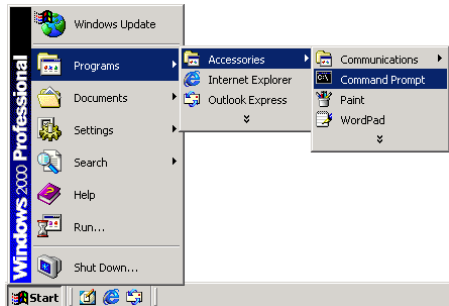 Windows Update
Programs
Documents
Settings
Search
Help
Run...
Shut Down...
Windows 2000 Professional
Accessories
Internet Explorer
Outlook Express
Communications
Command Prompt
Paint
WordPad
Start